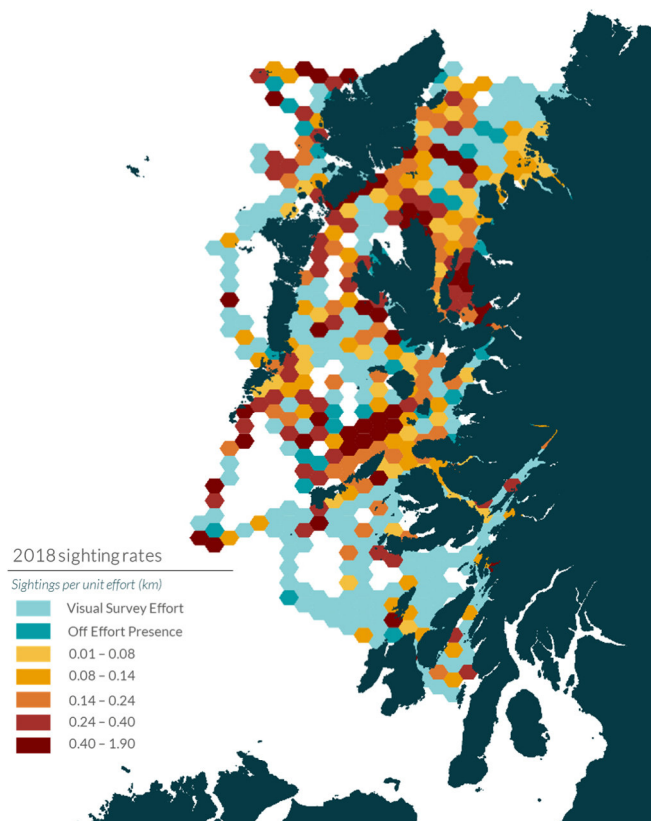 2018 sighting rates
Sightings per unit effort (km)
Visual Survey Effort
Off Effort Presence
0.01 – 0.08
0.08 – 0.14
0.14 – 0.24
0.24 – 0.40
0.40 – 1.90